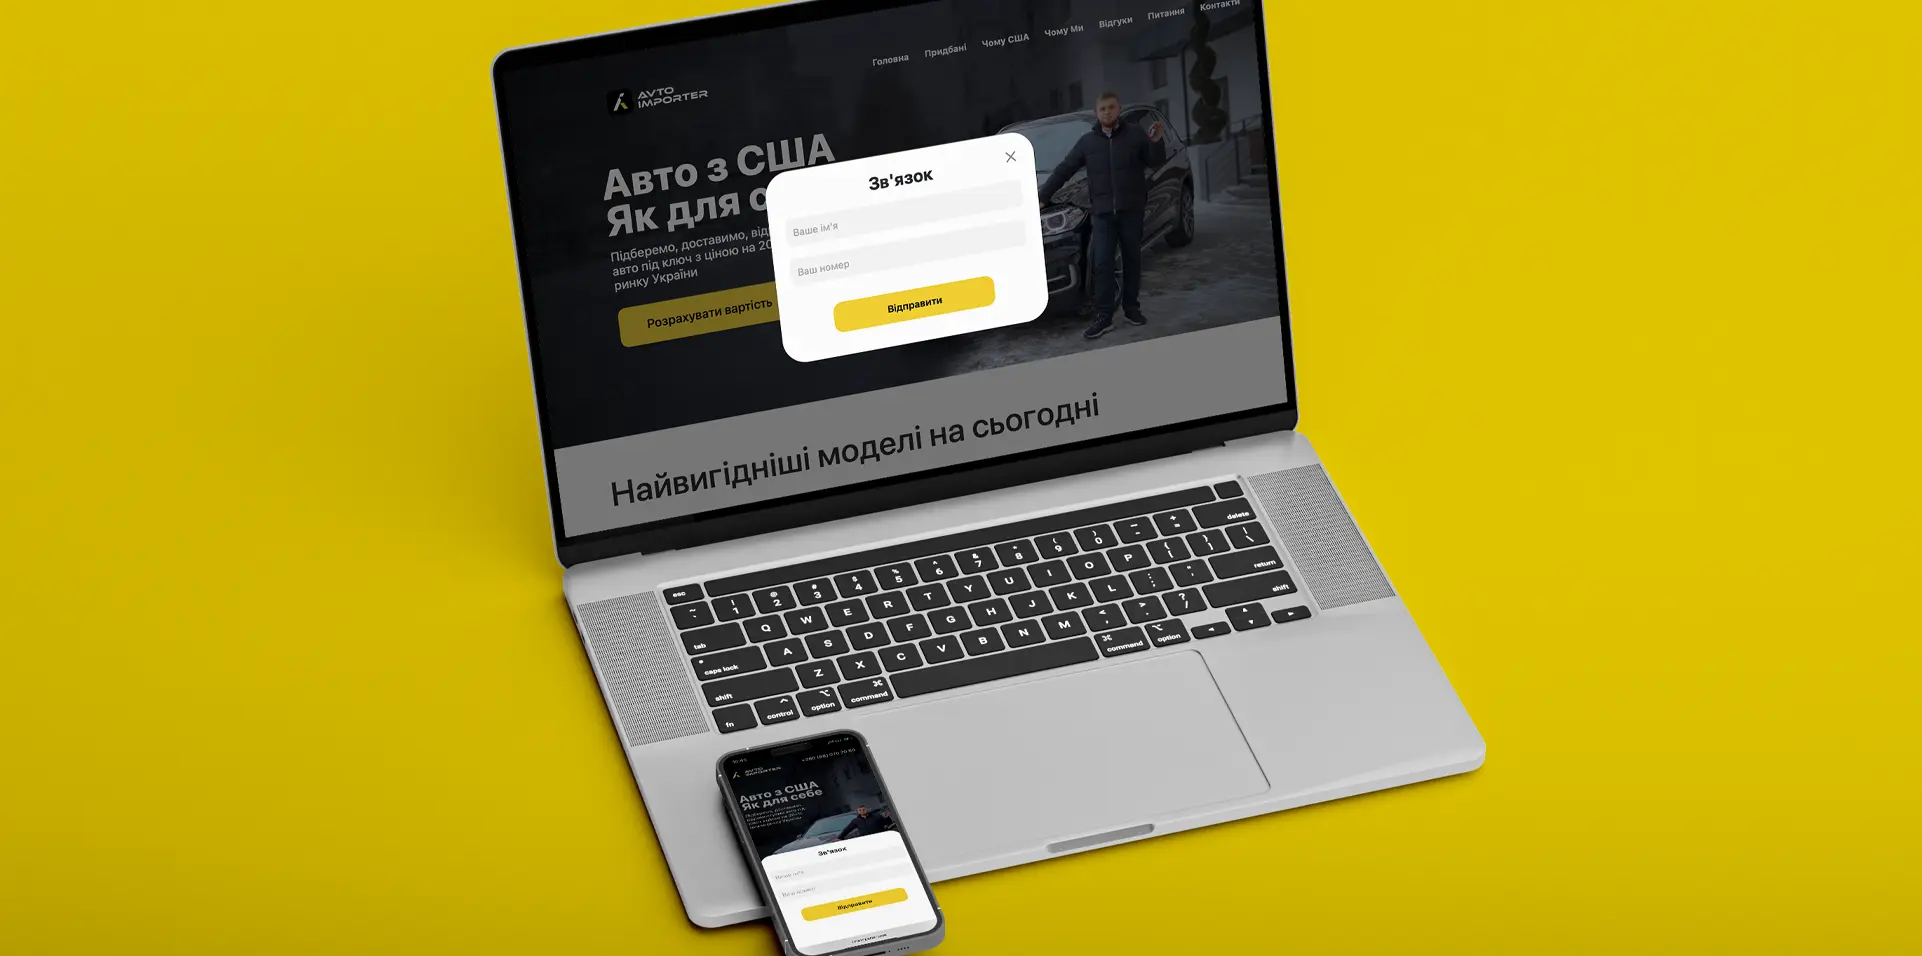 Головна Придбані Чому США Чому Ми Відгуки Питання Контакти
AVTO
IMPORTER
Авто з США
Як для с
Підберемо, доставимо, від
авто під ключ з ціною на 20
ринку України
Розрахувати вартість
Зв'язок
Ваше ім'я
Ваш номер
Відправити
Найвигідніші моделі на сьогодні
esc
~ ! @ # $ % ^ & * ( ) _ +
` 1 2 3 4 5 6 7 8 9 0 - = delete
tab Q W E R T Y U I O P { [ } ] | \
caps lock A S D F G H J K L : ; " ' return
shift Z X C V B N M < , > . ? / shift
fn control option command command option
AVTO
IMPORTER
Авто з США
Як для себе
Зв'язок
Ваше ім'я
Ваш номер
Відправити